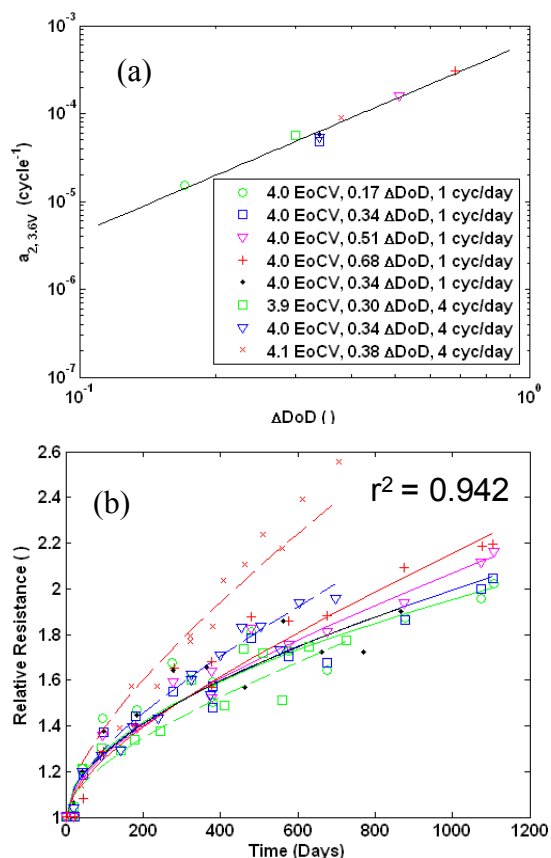 (a)
10^-3
10^-4
10^-5
10^-6
10^-7
a2, 3.6V (cycle^-1)
4.0 EoCV, 0.17 ΔDoD, 1 cyc/day
4.0 EoCV, 0.34 ΔDoD, 1 cyc/day
4.0 EoCV, 0.51 ΔDoD, 1 cyc/day
4.0 EoCV, 0.68 ΔDoD, 1 cyc/day
4.0 EoCV, 0.34 ΔDoD, 1 cyc/day
3.9 EoCV, 0.30 ΔDoD, 4 cyc/day
4.0 EoCV, 0.34 ΔDoD, 4 cyc/day
4.1 EoCV, 0.38 ΔDoD, 4 cyc/day
10^-1 10^0
ΔDoD ()
(b)
r² = 0.942
2.6
2.4
2.2
2
1.8
1.6
1.4
1.2
1
Relative Resistance ()
0 200 400 600 800 1000 1200
Time (Days)